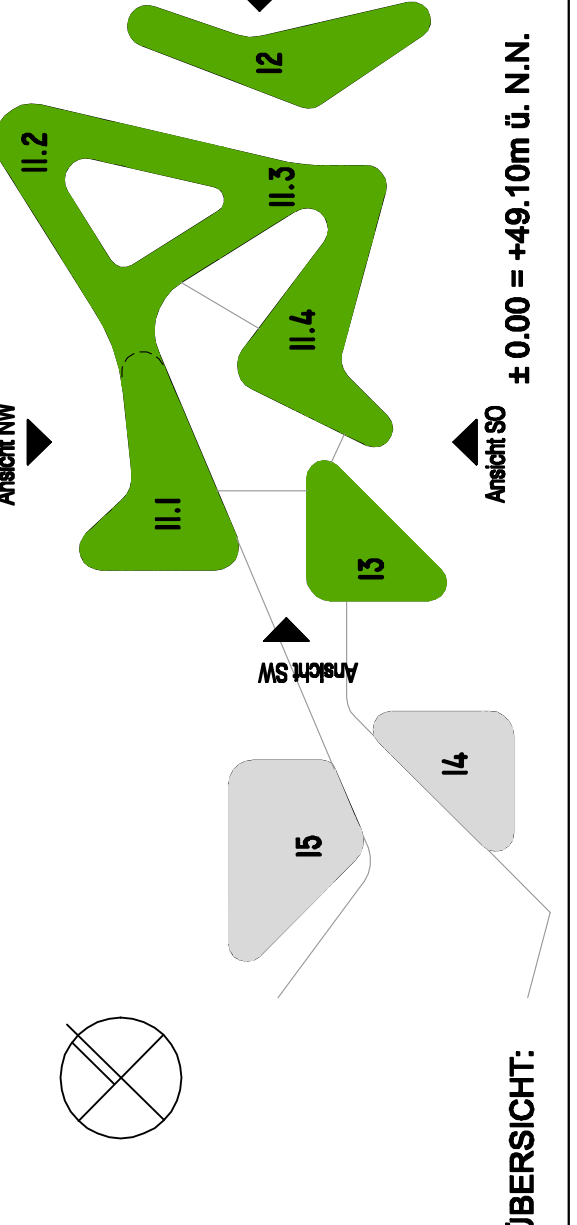 ÜBERSICHT:
± 0.00 = +49.10m ü. N.N.
Ansicht NW
Ansicht SO
Ansicht SW
I2
II.2
II.3
II.4
II.1
I3
I4
I5